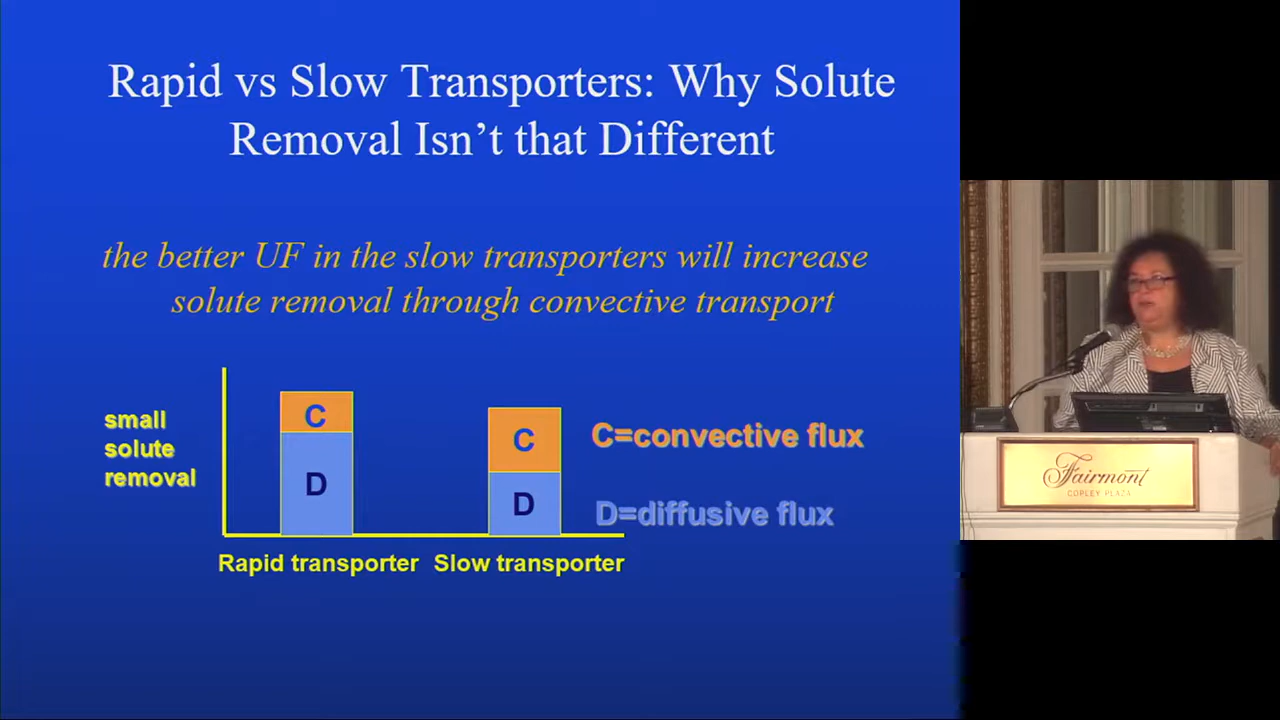 Rapid vs Slow Transporters: Why Solute
Removal Isn't that Different
the better UF in the slow transporters will increase
solute removal through convective transport
small
solute
removal
C
D
C
D
C=convective flux
D=diffusive flux
Rapid transporter
Slow transporter
Fairmont
COPLEY PLAZA